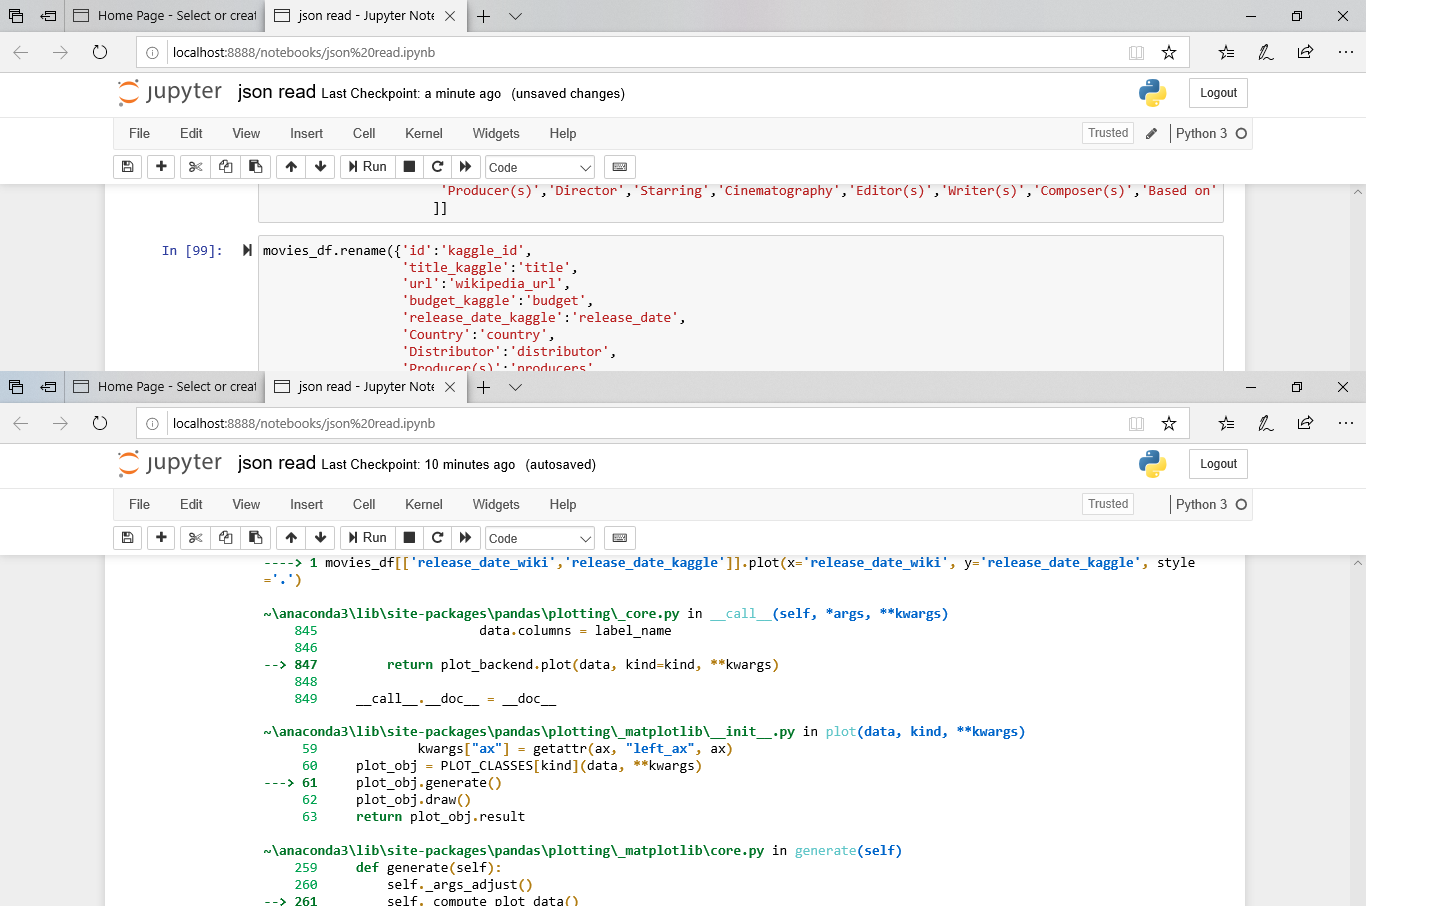 Home Page - Select or creat
json read - Jupyter Note
localhost:8888/notebooks/json%20read.ipynb
jupyter json read Last Checkpoint: a minute ago (unsaved changes)
Logout
File Edit View Insert Cell Kernel Widgets Help
Trusted Python 3
Run Code
'Producer(s)','Director','Starring','Cinematography','Editor(s)','Writer(s)','Composer(s)','Based on'
]]
In [99]: movies_df.rename({'id':'kaggle_id',
'title_kaggle':'title',
'url':'wikipedia_url',
'budget_kaggle':'budget',
'release_date_kaggle':'release_date',
'Country':'country',
'Distributor':'distributor',
'Producer(s)':'producers'
Home Page - Select or creat
json read - Jupyter Note
localhost:8888/notebooks/json%20read.ipynb
jupyter json read Last Checkpoint: 10 minutes ago (autosaved)
Logout
File Edit View Insert Cell Kernel Widgets Help
Trusted Python 3
Run Code
----> 1 movies_df[['release_date_wiki','release_date_kaggle']].plot(x='release_date_wiki', y='release_date_kaggle', style
='.')
~\anaconda3\lib\site-packages\pandas\plotting\_core.py in __call__(self, *args, **kwargs)
845 data.columns = label_name
846
--> 847 return plot_backend.plot(data, kind=kind, **kwargs)
848
849 __call__.__doc__ = __doc__
~\anaconda3\lib\site-packages\pandas\plotting\_matplotlib\__init__.py in plot(data, kind, **kwargs)
59 kwargs["ax"] = getattr(ax, "left_ax", ax)
60 plot_obj = PLOT_CLASSES[kind](data, **kwargs)
---> 61 plot_obj.generate()
62 plot_obj.draw()
63 return plot_obj.result
~\anaconda3\lib\site-packages\pandas\plotting\_matplotlib\core.py in generate(self)
259 def generate(self):
260 self._args_adjust()
--> 261 self._compute_plot_data()